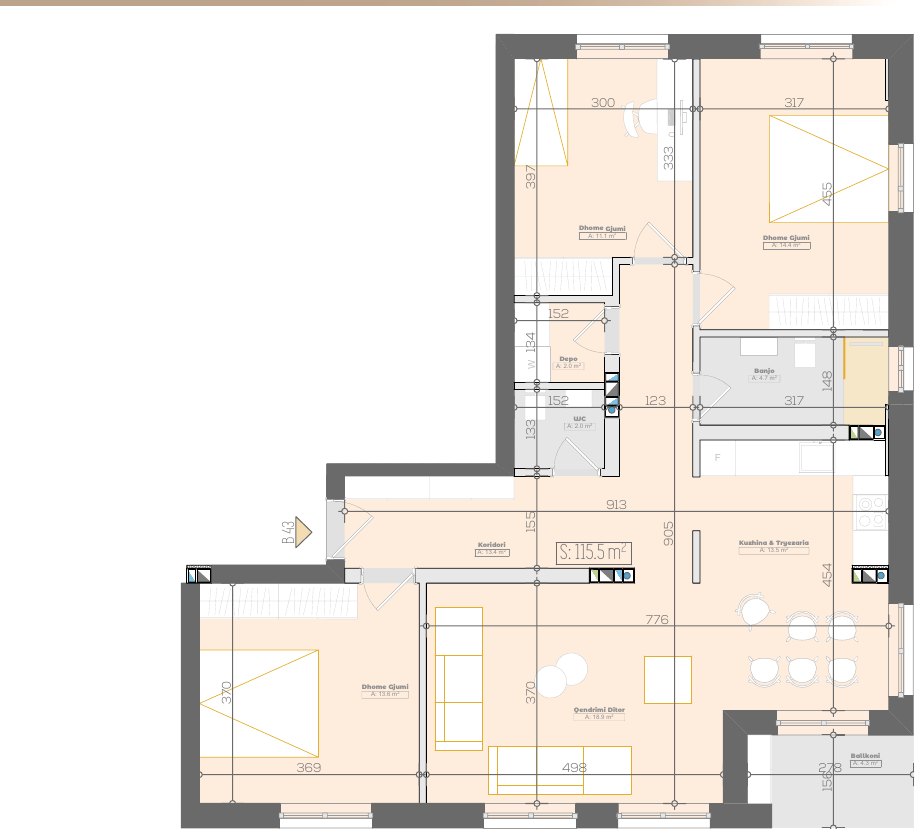 300
317
333
397
455
Dhome Gjumi
A: 11.1 m²
Dhome Gjumi
A: 14.4 m²
152
134
Depo
A: 2.0 m²
W
Banjo
A: 4.7 m²
148
152
123
317
133
WC
A: 2.0 m²
F
913
B 43
155
905
Koridori
A: 13.4 m²
S: 115.5 m²
Kuzhina & Tryezaria
A: 13.5 m²
454
776
Dhome Gjumi
A: 13.6 m²
370
370
Qendrimi Ditor
A: 18.9 m²
369
498
278
156
Ballkoni
A: 4.3 m²